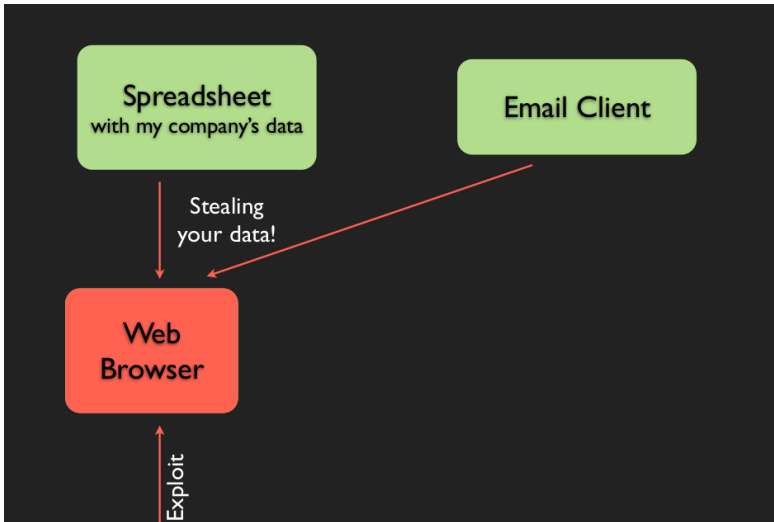 Spreadsheet
with my company's data
Email Client
Stealing
your data!
Web
Browser
Exploit